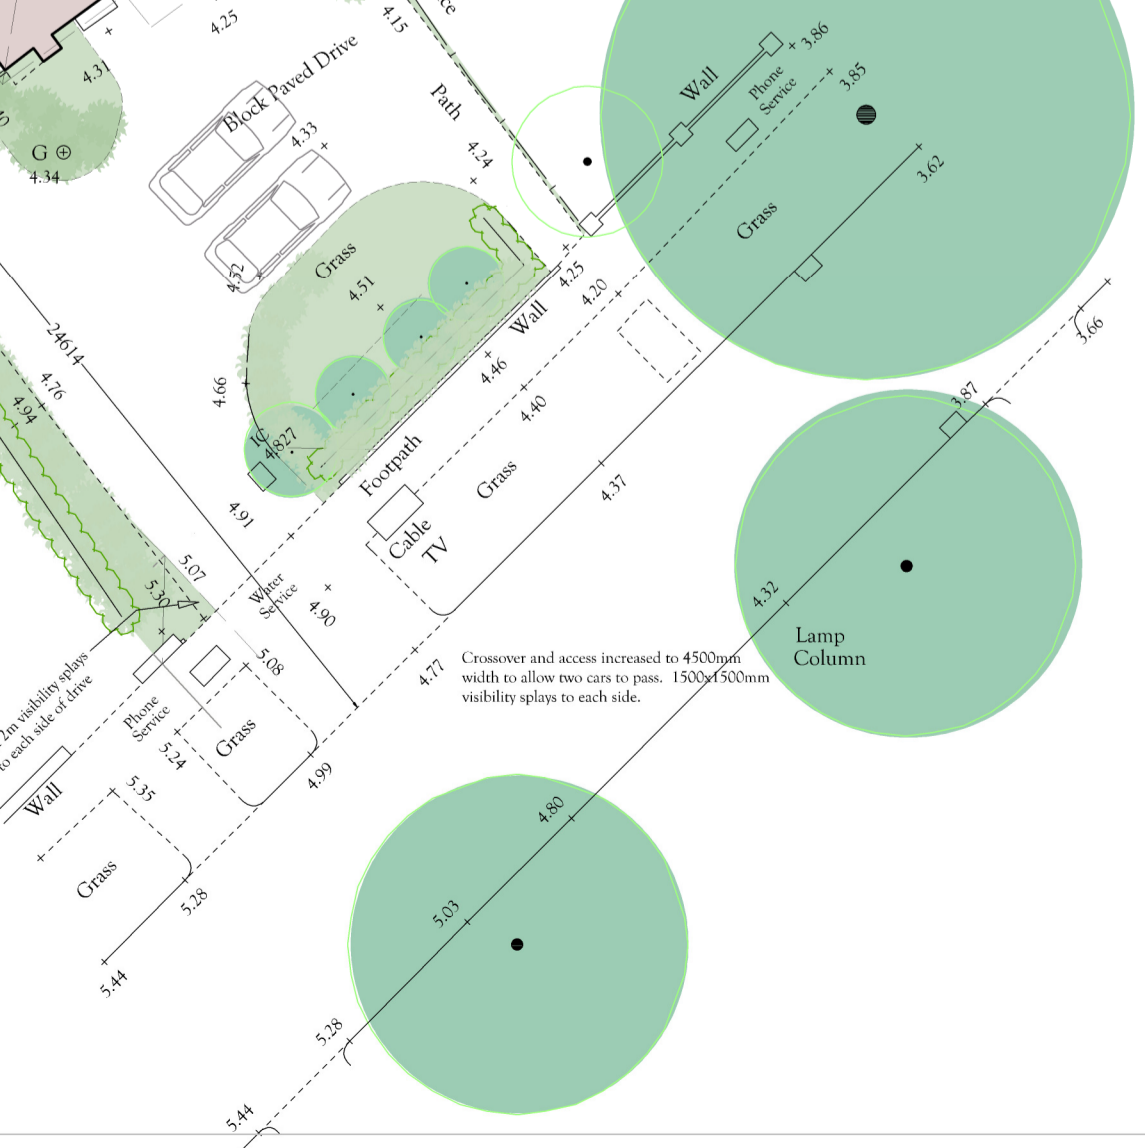 4.25
4.15
4.31
Block Paved Drive
Path
4.33
4.24
Wall
Phone
Service
3.86
3.85
G
4.34
3.62
Grass
Grass
4.32
4.51
4.25
4.20
Wall
3.66
24614
4.76
4.94
4.66
4.46
4.40
3.87
IC
4.827
Footpath
Grass
4.37
4.91
Cable
TV
5.07
5.30
Water
Service
4.90
4.32
Lamp
Column
5.08
4.77
Crossover and access increased to 4500mm
width to allow two cars to pass. 1500x1500mm
visibility splays to each side.
2m visibility splays
to each side of drive
Phone
Service
5.24
Grass
4.99
Wall
5.35
4.80
Grass
5.28
5.03
5.44
5.28
5.44